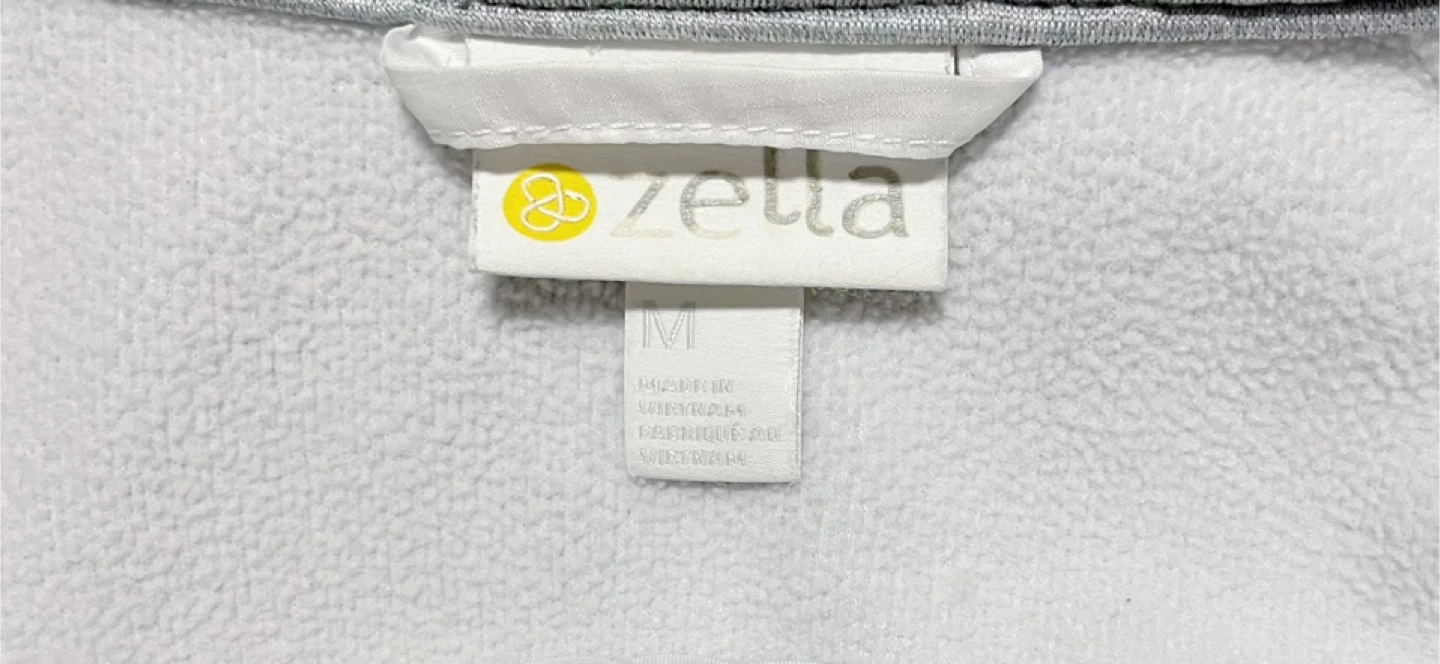 zella
M
MADE IN
VIETNAM
FABRIQUÉ AU
VIETNAM